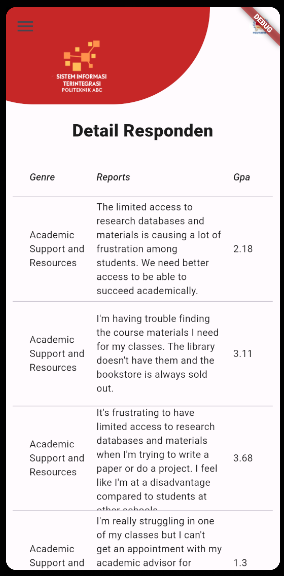 DEBUG
SISTEM INFORMASI
TERINTEGRASI
POLITEKNIK ABC
Detail Responden
Genre Reports Gpa
The limited access to
research databases and
materials is causing a lot of
frustration among
students. We need better
access to be able to
succeed academically.
Academic
Support and
Resources
2.18
I'm having trouble finding
the course materials I need
for my classes. The library
doesn't have them and the
bookstore is always sold
out.
Academic
Support and
Resources
3.11
It's frustrating to have
limited access to research
databases and materials
when I'm trying to write a
paper or do a project. I feel
like I'm at a disadvantage
compared to students at
other schools.
Academic
Support and
Resources
3.68
I'm really struggling in one
of my classes but I can't
get an appointment with my
academic advisor for
Academic
Support and
1.3